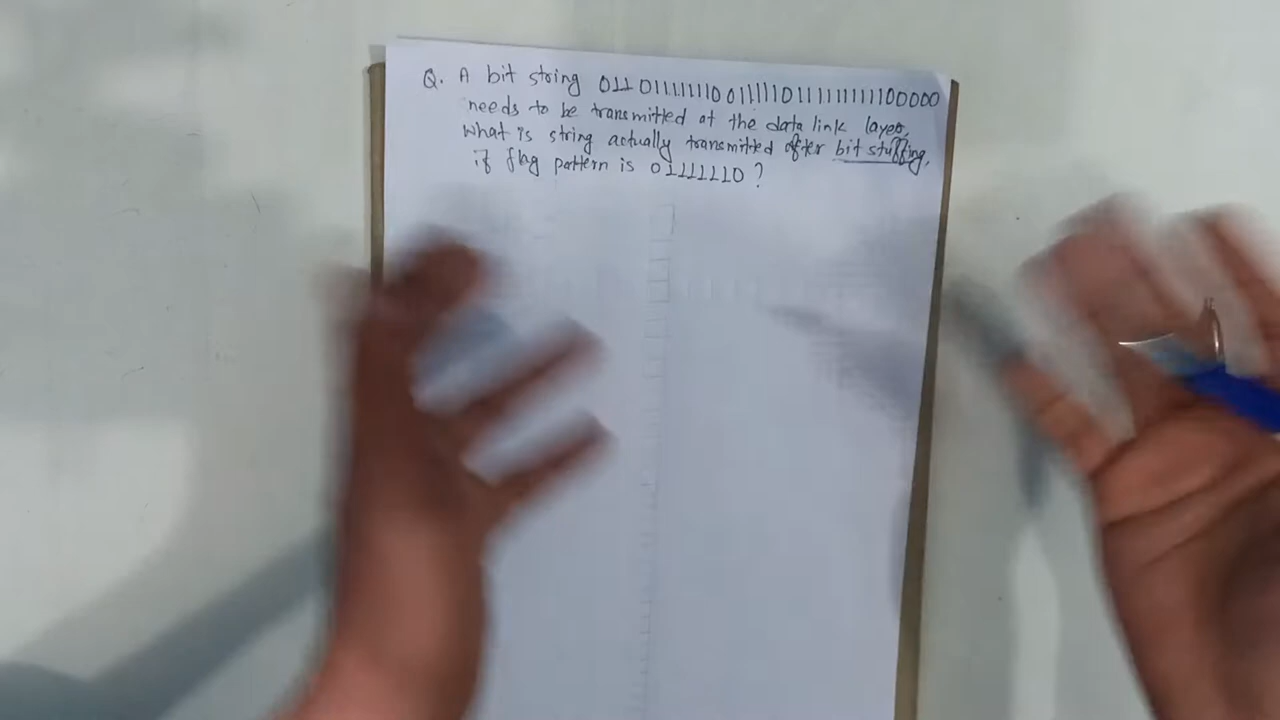 Q. A bit string 011011111110011111101111111111100000
needs to be transmitted at the data link layer,
What is string actually transmitted after bit stuffing,
if flag pattern is 01111110 ?